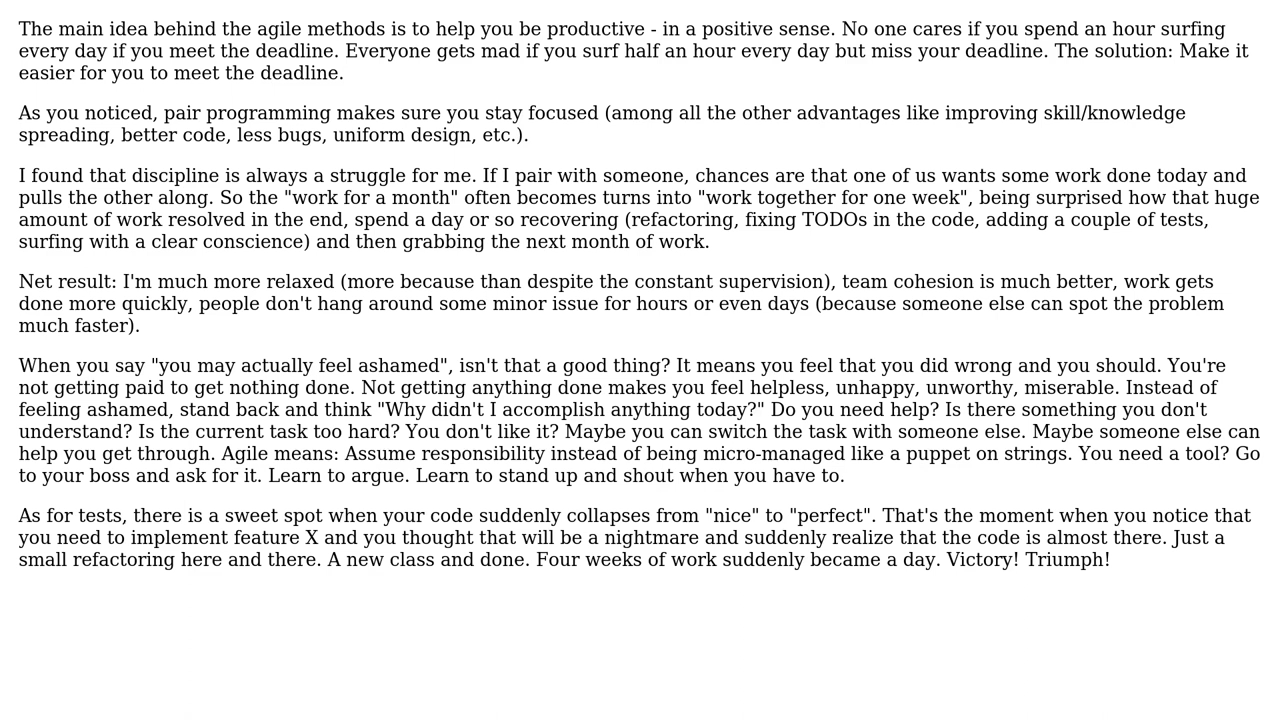 The main idea behind the agile methods is to help you be productive - in a positive sense. No one cares if you spend an hour surfing
every day if you meet the deadline. Everyone gets mad if you surf half an hour every day but miss your deadline. The solution: Make it
easier for you to meet the deadline.
As you noticed, pair programming makes sure you stay focused (among all the other advantages like improving skill/knowledge
spreading, better code, less bugs, uniform design, etc.).
I found that discipline is always a struggle for me. If I pair with someone, chances are that one of us wants some work done today and
pulls the other along. So the "work for a month" often becomes turns into "work together for one week", being surprised how that huge
amount of work resolved in the end, spend a day or so recovering (refactoring, fixing TODOs in the code, adding a couple of tests,
surfing with a clear conscience) and then grabbing the next month of work.
Net result: I'm much more relaxed (more because than despite the constant supervision), team cohesion is much better, work gets
done more quickly, people don't hang around some minor issue for hours or even days (because someone else can spot the problem
much faster).
When you say "you may actually feel ashamed", isn't that a good thing? It means you feel that you did wrong and you should. You're
not getting paid to get nothing done. Not getting anything done makes you feel helpless, unhappy, unworthy, miserable. Instead of
feeling ashamed, stand back and think "Why didn't I accomplish anything today?" Do you need help? Is there something you don't
understand? Is the current task too hard? You don't like it? Maybe you can switch the task with someone else. Maybe someone else can
help you get through. Agile means: Assume responsibility instead of being micro-managed like a puppet on strings. You need a tool? Go
to your boss and ask for it. Learn to argue. Learn to stand up and shout when you have to.
As for tests, there is a sweet spot when your code suddenly collapses from "nice" to "perfect". That's the moment when you notice that
you need to implement feature X and you thought that will be a nightmare and suddenly realize that the code is almost there. Just a
small refactoring here and there. A new class and done. Four weeks of work suddenly became a day. Victory! Triumph!